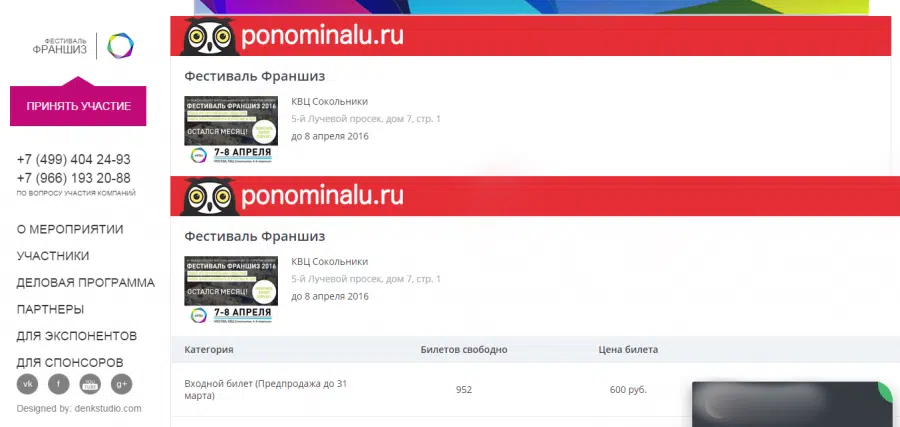 ФЕСТИВАЛЬ
ФРАНШИЗ
ПРИНЯТЬ УЧАСТИЕ
+7 (499) 404 24-93
+7 (966) 193 20-88
ПО ВОПРОСУ УЧАСТИЯ КОМПАНИЙ
О МЕРОПРИЯТИИ
УЧАСТНИКИ
ДЕЛОВАЯ ПРОГРАММА
ПАРТНЕРЫ
ДЛЯ ЭКСПОНЕНТОВ
ДЛЯ СПОНСОРОВ
vk f You Tube g+
Designed by: denkstudio.com
ponominalu.ru
Фестиваль Франшиз
ФЕСТИВАЛЬ ФРАНШИЗ 2016
ОСТАЛСЯ МЕСЯЦ!
7-8 АПРЕЛЯ
КВЦ Сокольники
5-й Лучевой просек, дом 7, стр. 1
до 8 апреля 2016
ponominalu.ru
Фестиваль Франшиз
ФЕСТИВАЛЬ ФРАНШИЗ 2016
ОСТАЛСЯ МЕСЯЦ!
7-8 АПРЕЛЯ
КВЦ Сокольники
5-й Лучевой просек, дом 7, стр. 1
до 8 апреля 2016
Категория Билетов свободно Цена билета
Входной билет (Предпродажа до 31
марта) 952 600 руб.